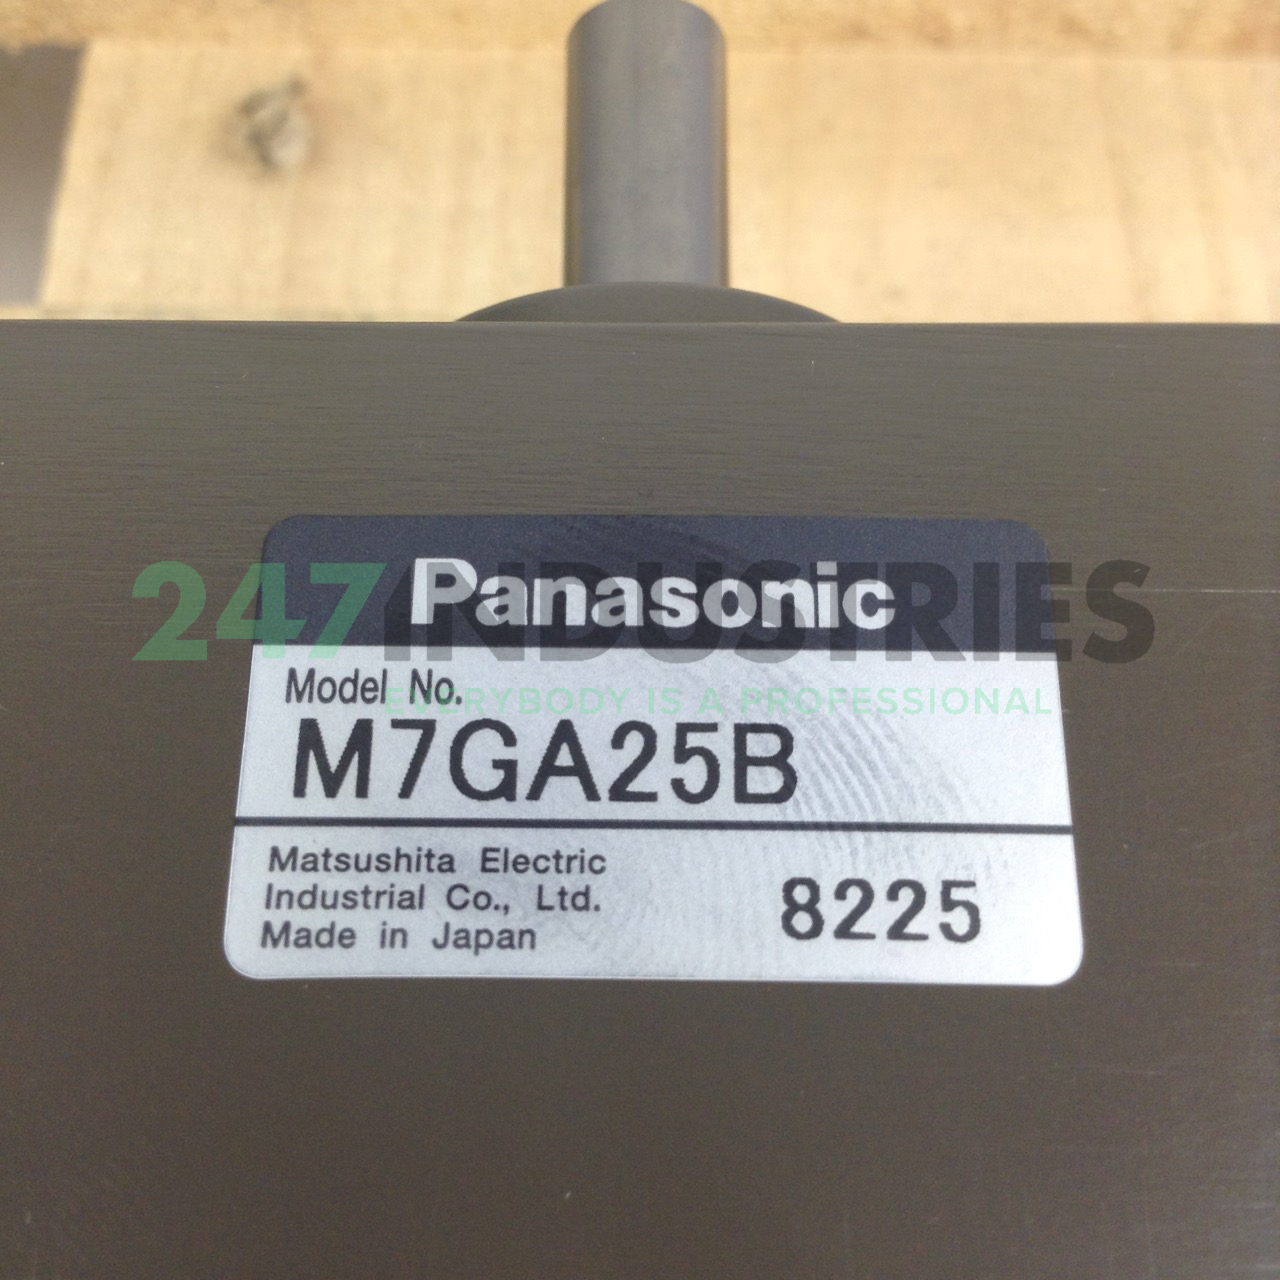 Panasonic
247INDUSTRIES
EVERYBODY IS A PROFESSIONAL
Model No.
M7GA25B
Matsushita Electric
Industrial Co., Ltd.
Made in Japan
8225